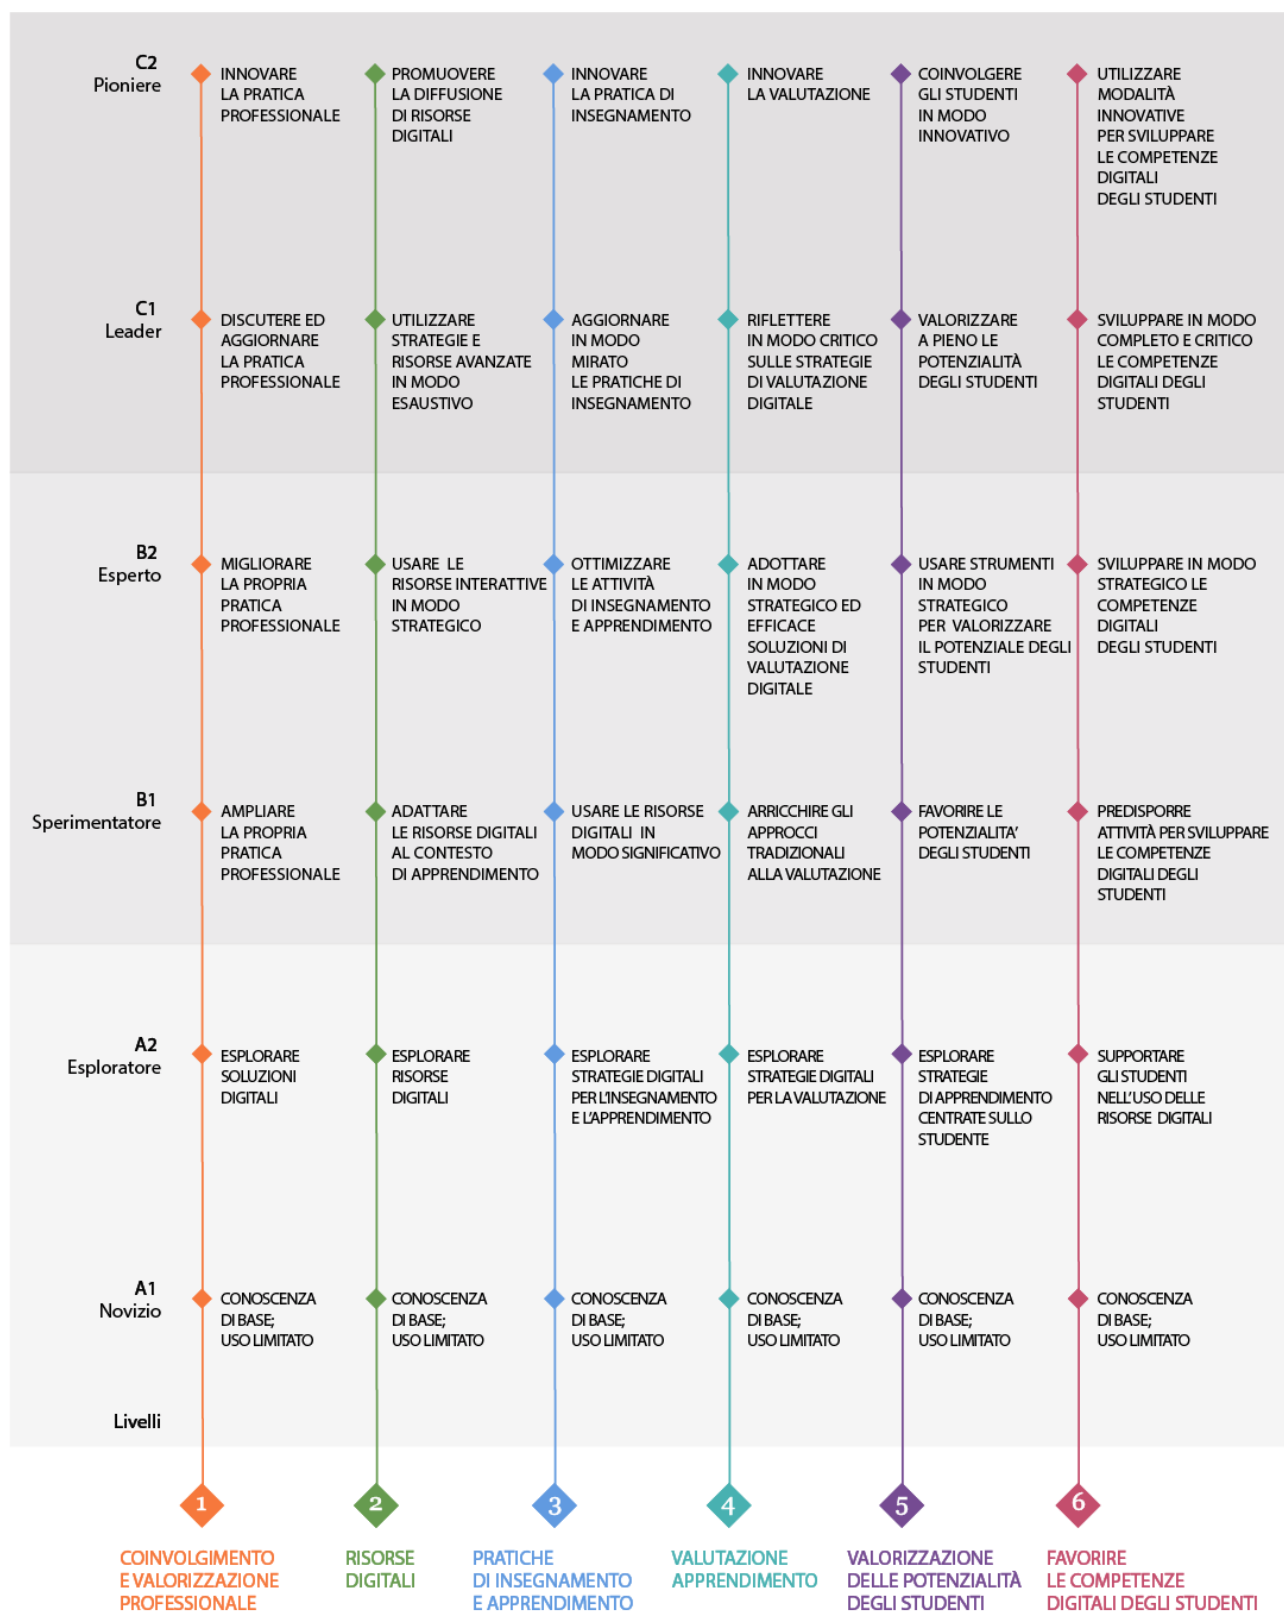 C2
Pioniere
INNOVARE
LA PRATICA
PROFESSIONALE
PROMUOVERE
LA DIFFUSIONE
DI RISORSE
DIGITALI
INNOVARE
LA PRATICA DI
INSEGNAMENTO
INNOVARE
LA VALUTAZIONE
COINVOLGERE
GLI STUDENTI
IN MODO
INNOVATIVO
UTILIZZARE
MODALITÀ
INNOVATIVE
PER SVILUPPARE
LE COMPETENZE
DIGITALI
DEGLI STUDENTI
C1
Leader
DISCUTERE ED
AGGIORNARE
LA PRATICA
PROFESSIONALE
UTILIZZARE
STRATEGIE E
RISORSE AVANZATE
IN MODO
ESAUSTIVO
AGGIORNARE
IN MODO
MIRATO
LE PRATICHE DI
INSEGNAMENTO
RIFLETTERE
IN MODO CRITICO
SULLE STRATEGIE
DI VALUTAZIONE
DIGITALE
VALORIZZARE
A PIENO LE
POTENZIALITÀ
DEGLI STUDENTI
SVILUPPARE IN MODO
COMPLETO E CRITICO
LE COMPETENZE
DIGITALI DEGLI
STUDENTI
B2
Esperto
MIGLIORARE
LA PROPRIA
PRATICA
PROFESSIONALE
USARE LE
RISORSE INTERATTIVE
IN MODO
STRATEGICO
OTTIMIZZARE
LE ATTIVITÀ
DI INSEGNAMENTO
E APPRENDIMENTO
ADOTTARE
IN MODO
STRATEGICO ED
EFFICACE
SOLUZIONI DI
VALUTAZIONE
DIGITALE
USARE STRUMENTI
IN MODO
STRATEGICO
PER VALORIZZARE
IL POTENZIALE DEGLI
STUDENTI
SVILUPPARE IN MODO
STRATEGICO LE
COMPETENZE
DIGITALI
DEGLI STUDENTI
B1
Sperimentatore
AMPLIARE
LA PROPRIA
PRATICA
PROFESSIONALE
ADATTARE
LE RISORSE DIGITALI
AL CONTESTO
DI APPRENDIMENTO
USARE LE RISORSE
DIGITALI IN
MODO SIGNIFICATIVO
ARRICCHIRE GLI
APPROCCI
TRADIZIONALI
ALLA VALUTAZIONE
FAVORIRE LE
POTENZIALITA'
DEGLI STUDENTI
PREDISPORRE
ATTIVITÀ PER SVILUPPARE
LE COMPETENZE
DIGITALI DEGLI
STUDENTI
A2
Esploratore
ESPLORARE
SOLUZIONI
DIGITALI
ESPLORARE
RISORSE
DIGITALI
ESPLORARE
STRATEGIE DIGITALI
PER L'INSEGNAMENTO
E L'APPRENDIMENTO
ESPLORARE
STRATEGIE DIGITALI
PER LA VALUTAZIONE
ESPLORARE
STRATEGIE
DI APPRENDIMENTO
CENTRATE SULLO
STUDENTE
SUPPORTARE
GLI STUDENTI
NELL'USO DELLE
RISORSE DIGITALI
A1
Novizio
CONOSCENZA
DI BASE;
USO LIMITATO
CONOSCENZA
DI BASE;
USO LIMITATO
CONOSCENZA
DI BASE;
USO LIMITATO
CONOSCENZA
DI BASE;
USO LIMITATO
CONOSCENZA
DI BASE;
USO LIMITATO
CONOSCENZA
DI BASE;
USO LIMITATO
Livelli
1
COINVOLGIMENTO
E VALORIZZAZIONE
PROFESSIONALE
2
RISORSE
DIGITALI
3
PRATICHE
DI INSEGNAMENTO
E APPRENDIMENTO
4
VALUTAZIONE
APPRENDIMENTO
5
VALORIZZAZIONE
DELLE POTENZIALITÀ
DEGLI STUDENTI
6
FAVORIRE
LE COMPETENZE
DIGITALI DEGLI STUDENTI